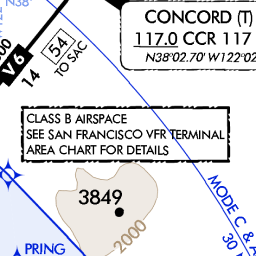 CONCORD (T)
117.0 CCR 117
N38°02.70' W122°02
N38°
00
V6
14
54
TO SAC
CLASS B AIRSPACE
SEE SAN FRANCISCO VFR TERMINAL
AREA CHART FOR DETAILS
3849
2000
MODE C & A
30
PRING